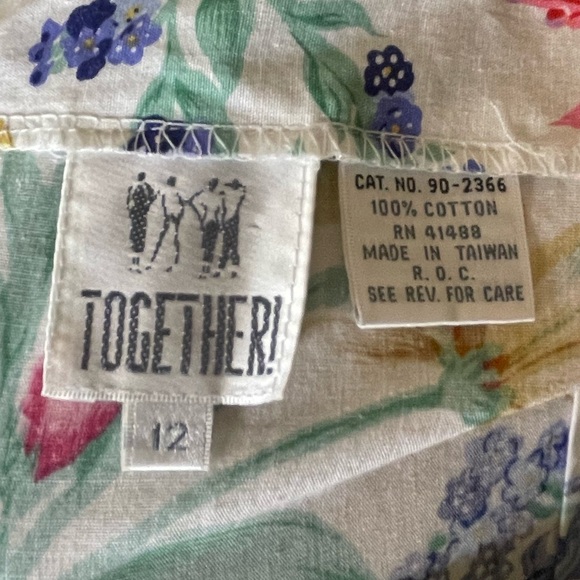 TOGETHER!
12
CAT. NO. 90-2366
100% COTTON
RN 41488
MADE IN TAIWAN
R. O. C.
SEE REV. FOR CARE